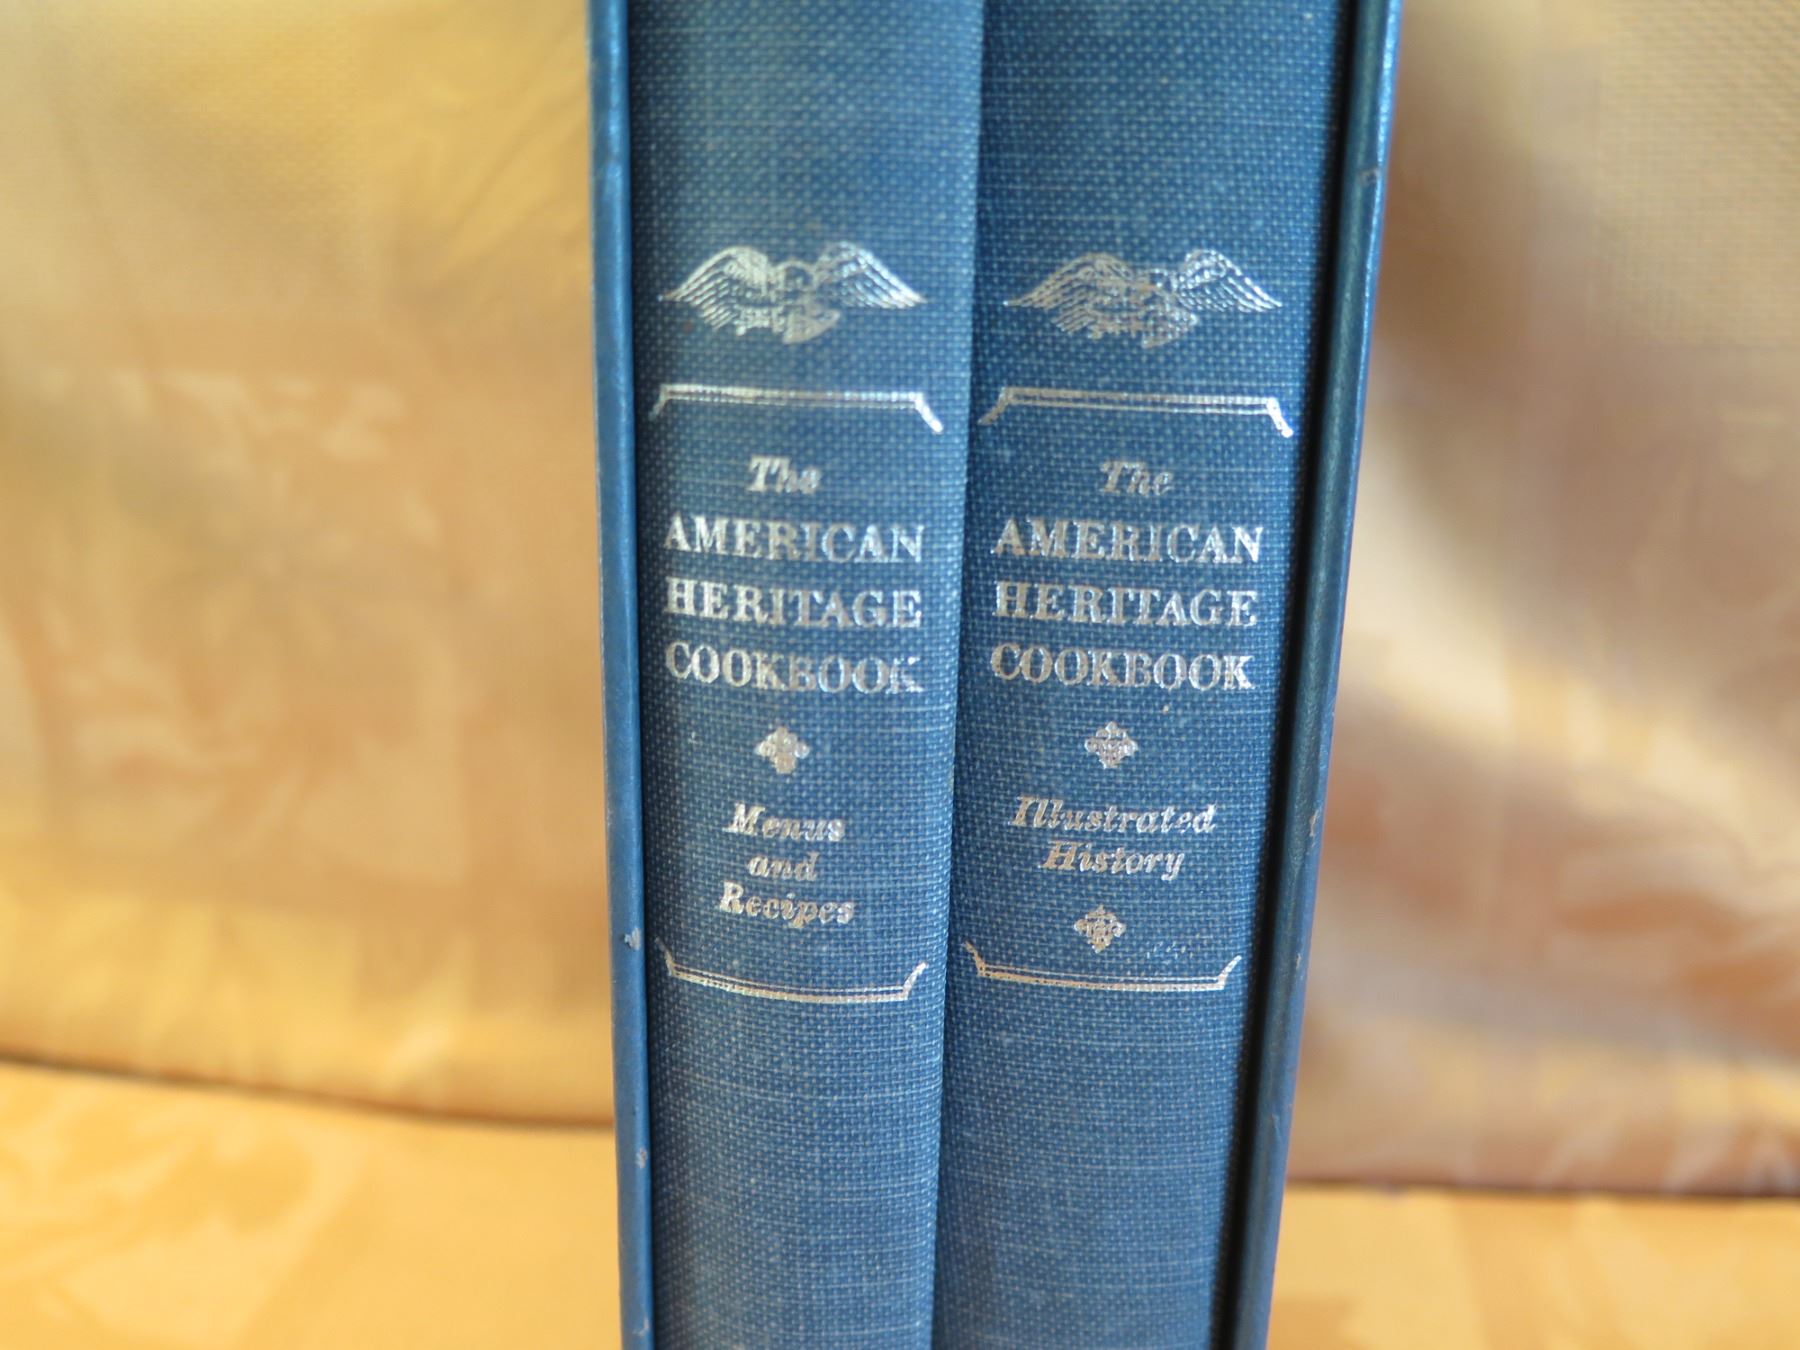 The
AMERICAN
HERITAGE
COOKBOOK
Menus
and
Recipes
The
AMERICAN
HERITAGE
COOKBOOK
Illustrated
History